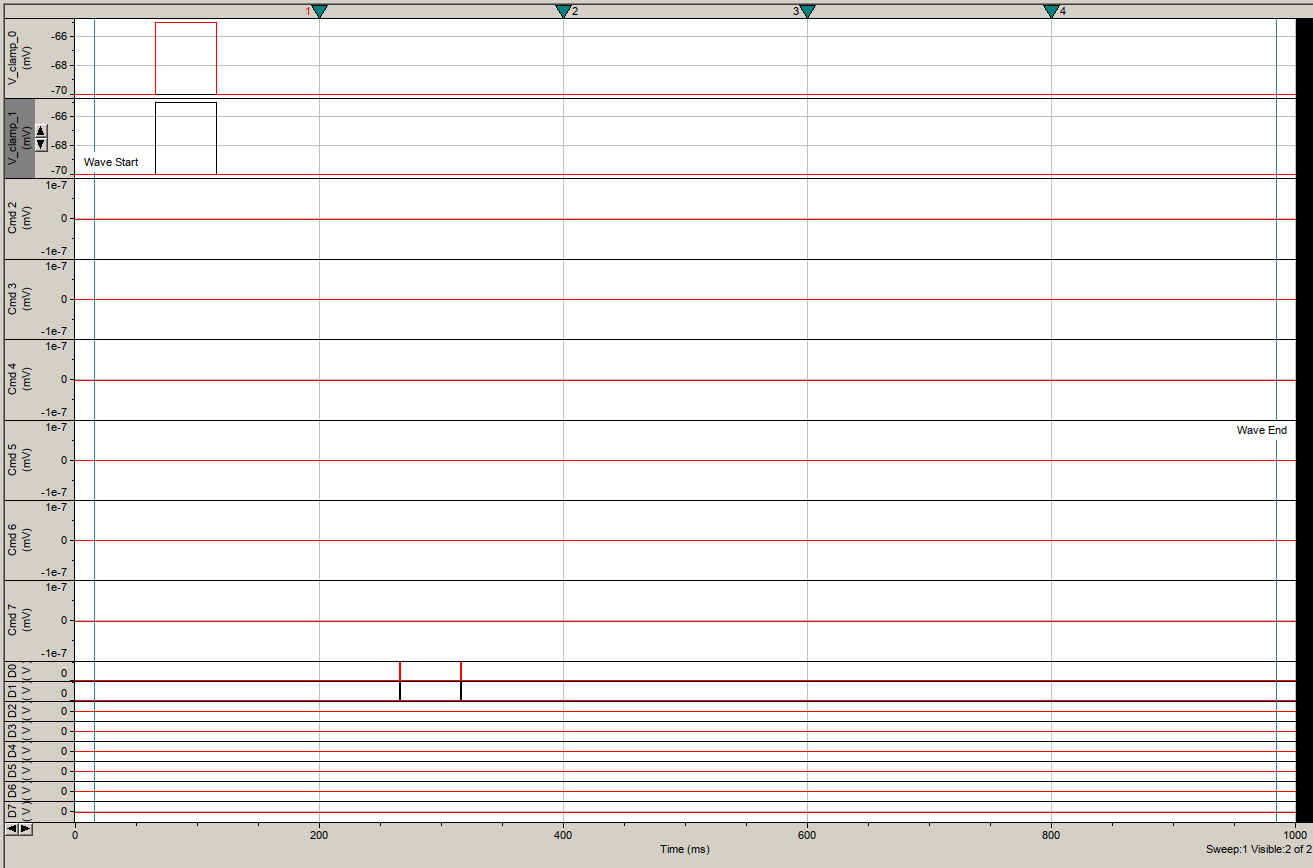 1 2 3 4
V_clamp_0 (mV)
-66
-68
-70
V_clamp_1 (mV)
-66
-68
-70
Wave Start
Cmd 2 (mV)
1e-7
0
-1e-7
Cmd 3 (mV)
1e-7
0
-1e-7
Cmd 4 (mV)
1e-7
0
-1e-7
Cmd 5 (mV)
1e-7
0
-1e-7
Wave End
Cmd 6 (mV)
1e-7
0
-1e-7
Cmd 7 (mV)
1e-7
0
-1e-7
D0 ( V ) 0
D1 ( V ) 0
D2 ( V ) 0
D3 ( V ) 0
D4 ( V ) 0
D5 ( V ) 0
D6 ( V ) 0
D7 ( V ) 0
0 200 400 600 800 1000
Time (ms)
Sweep:1 Visible:2 of 2